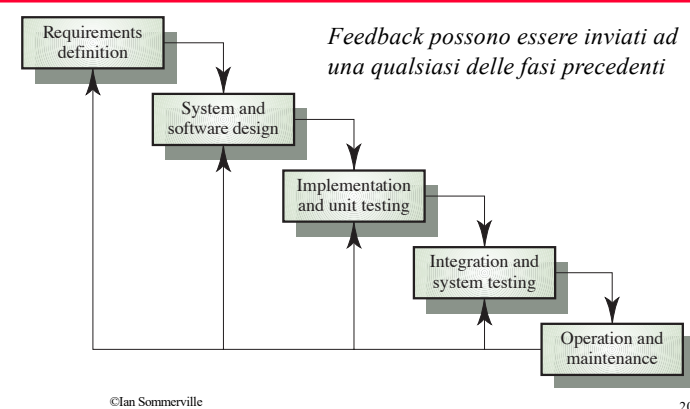 Requirements
definition
Feedback possono essere inviati ad
una qualsiasi delle fasi precedenti
System and
software design
Implementation
and unit testing
Integration and
system testing
Operation and
maintenance
©Ian Sommerville
20